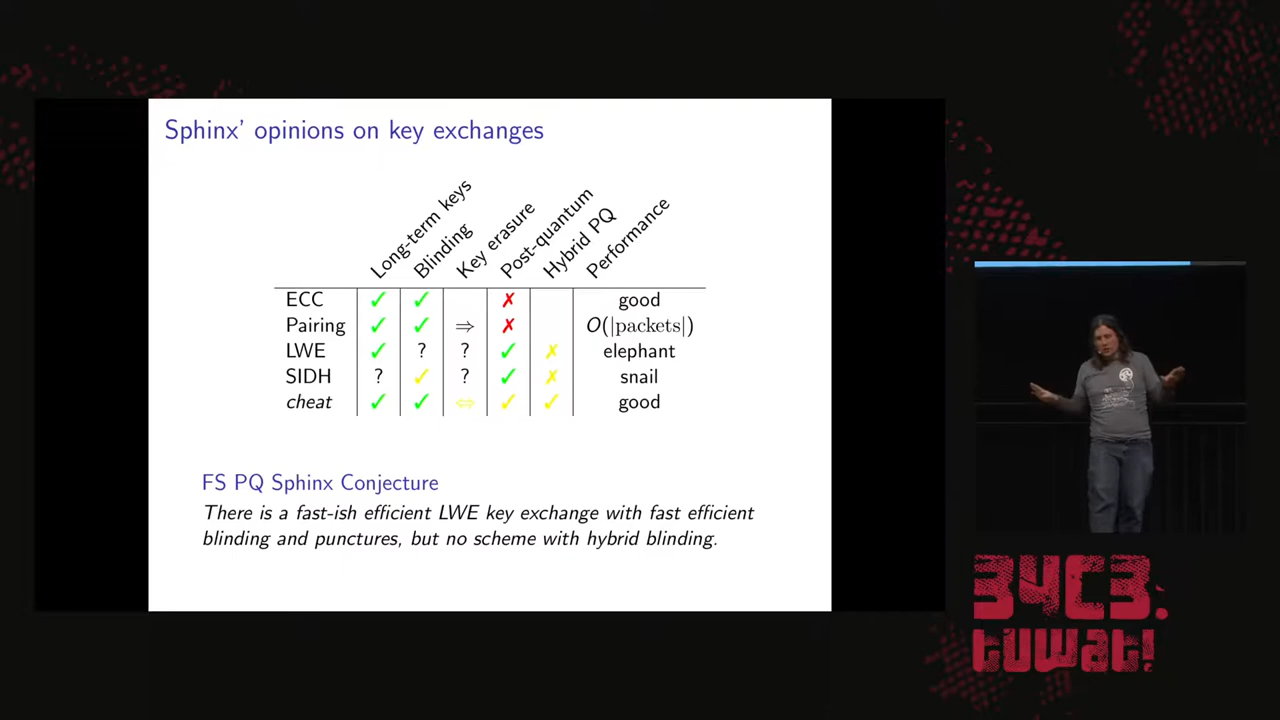 Sphinx’ opinions on key exchanges
Long-term keys Blinding Key erasure Post-quantum Hybrid PQ Performance
ECC ✓ ✓ ✗ good
Pairing ✓ ✓ ⇒ ✗ O(|packets|)
LWE ✓ ? ? ✓ ✗ elephant
SIDH ? ✓ ? ✓ ✗ snail
cheat ✓ ✓ ⇔ ✓ ✓ good
FS PQ Sphinx Conjecture
There is a fast-ish efficient LWE key exchange with fast efficient
blinding and punctures, but no scheme with hybrid blinding.
34C3.
tuwat!